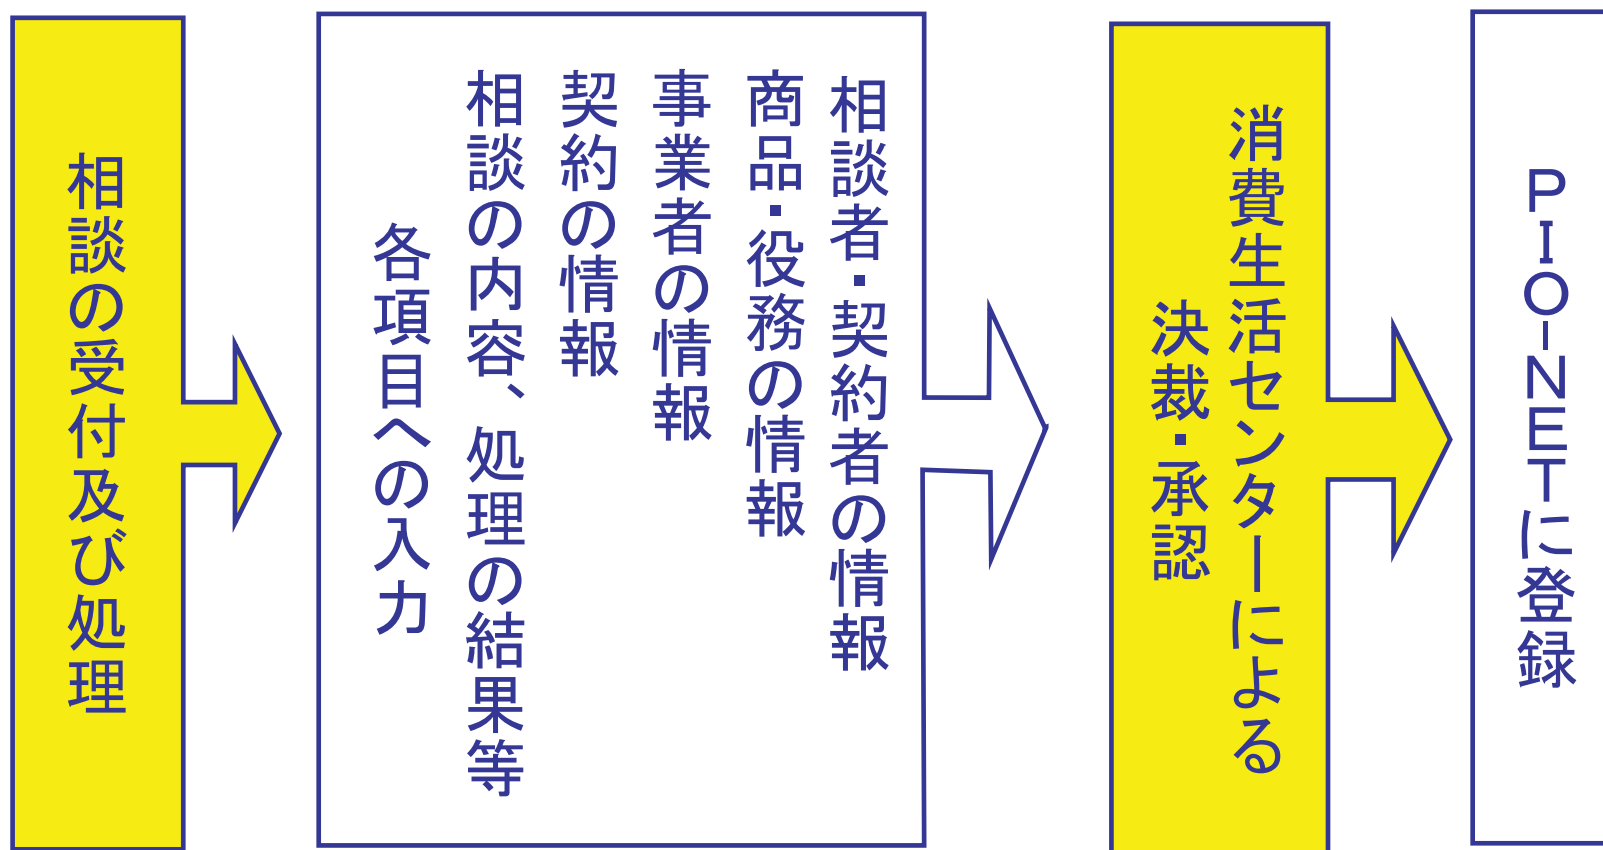 相談の受付及び処理
相談者・契約者の情報
商品・役務の情報
事業者の情報
契約の情報
相談の内容、処理の結果等
各項目への入力
消費生活センターによる
決裁・承認
ＰＩＯ－ＮＥＴに登録